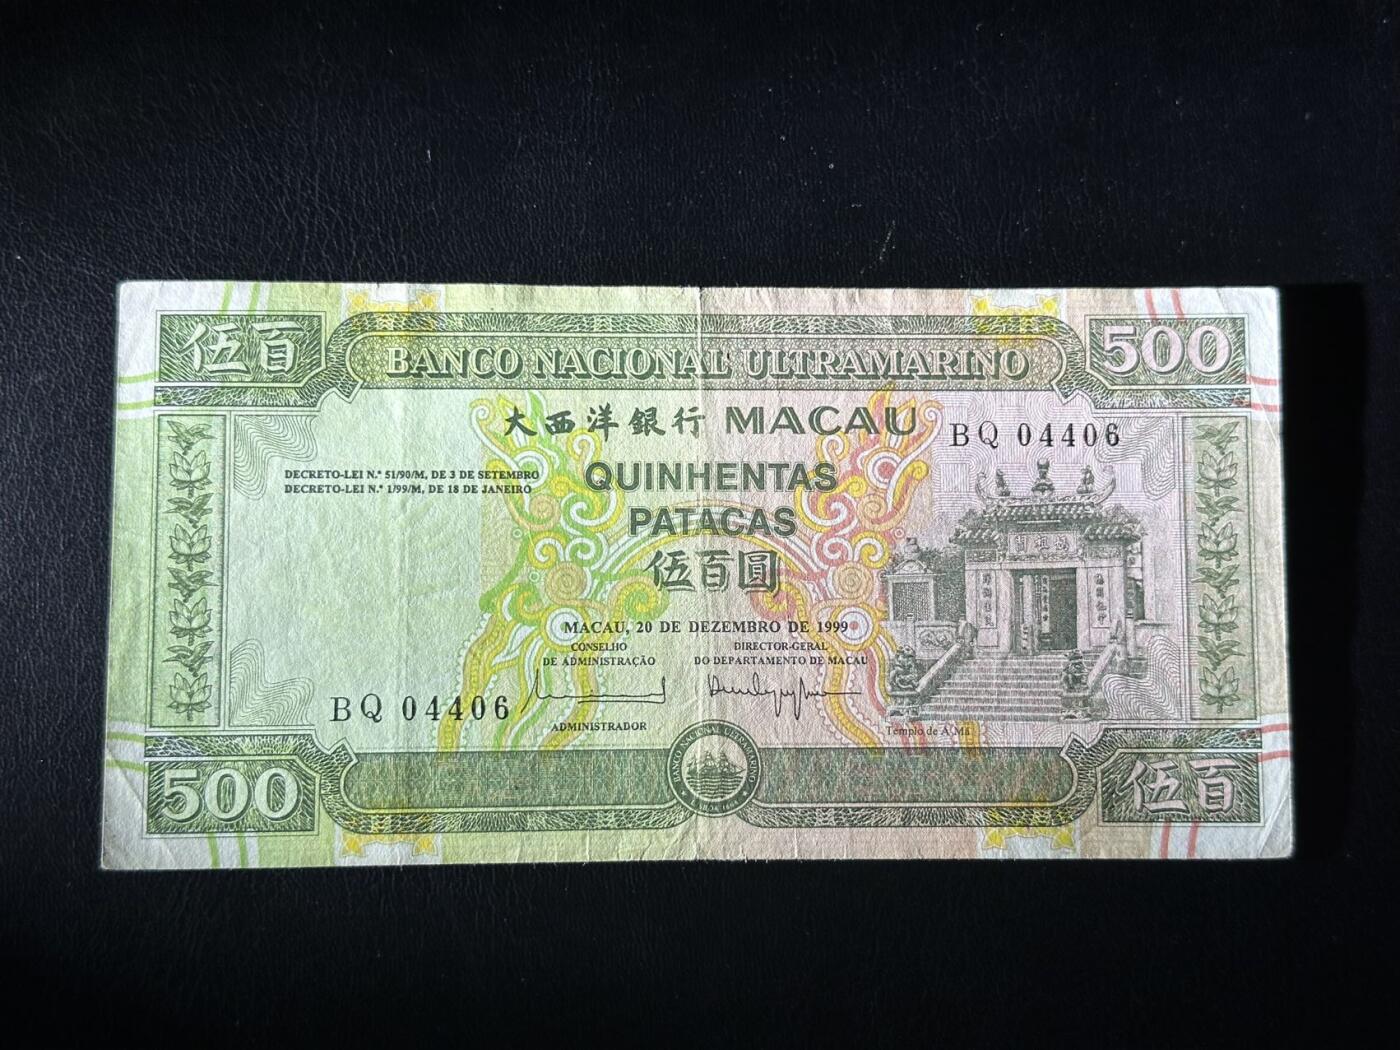 伍百
BANCO NACIONAL ULTRAMARINO
500
大西洋銀行 MACAU
BQ 04406
DECRETO-LEI N.º 51/90/M, DE 3 DE SETEMBRO
DECRETO-LEI N.º 1/99/M, DE 18 DE JANEIRO
QUINHENTAS
PATACAS
伍百圓
MACAU, 20 DE DEZEMBRO DE 1999
CONSELHO
DE ADMINISTRAÇÃO
DIRECTOR-GERAL
DO DEPARTAMENTO DE MACAU
BQ 04406
ADMINISTRADOR
Templo de A Má
500
BANCO NACIONAL ULTRAMARINO
伍百